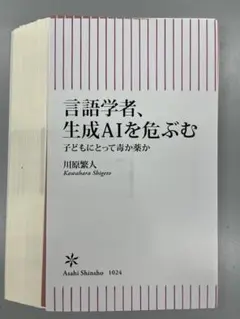 言語学者、
生成AIを危ぶむ
子どもにとって毒か薬か
川原繁人
Kawahara Shigeto
Asahi Shinsho 1024